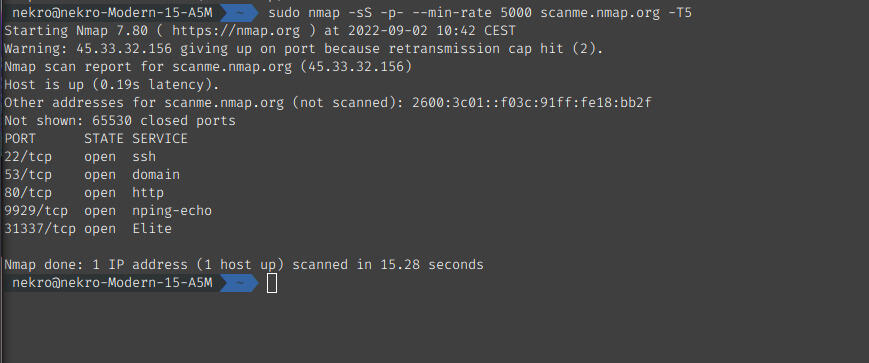 nekro@nekro-Modern-15-A5M ~ sudo nmap -sS -p- --min-rate 5000 scanme.nmap.org -T5
Starting Nmap 7.80 ( https://nmap.org ) at 2022-09-02 10:42 CEST
Warning: 45.33.32.156 giving up on port because retransmission cap hit (2).
Nmap scan report for scanme.nmap.org (45.33.32.156)
Host is up (0.19s latency).
Other addresses for scanme.nmap.org (not scanned): 2600:3c01::f03c:91ff:fe18:bb2f
Not shown: 65530 closed ports
PORT      STATE SERVICE
22/tcp    open  ssh
53/tcp    open  domain
80/tcp    open  http
9929/tcp  open  nping-echo
31337/tcp open  Elite

Nmap done: 1 IP address (1 host up) scanned in 15.28 seconds
nekro@nekro-Modern-15-A5M ~